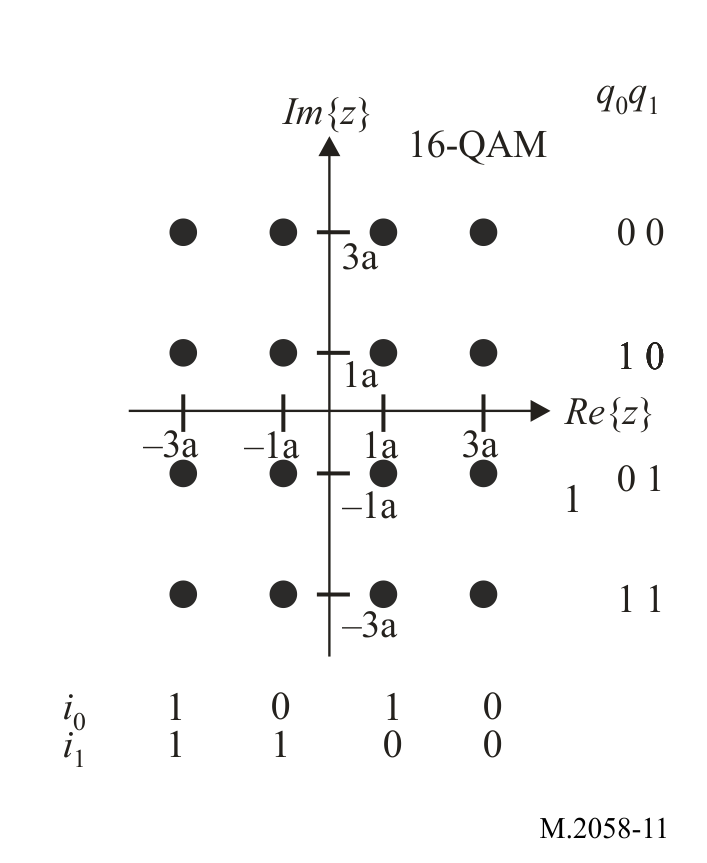 q0q1
Im{z}
16-QAM
0 0
3a
1 0
1a
Re{z}
–3a –1a 1a 3a
0 1
1
–1a
1 1
–3a
i0 1 0 1 0
i1 1 1 0 0
M.2058-11